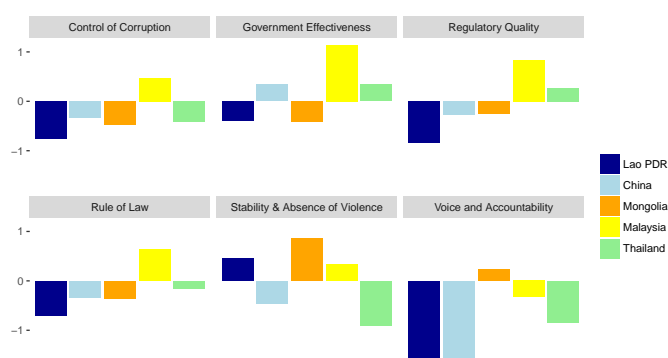 Control of Corruption
Government Effectiveness
Regulatory Quality
1
0
−1
Lao PDR
China
Mongolia
Malaysia
Thailand
Rule of Law
Stability & Absence of Violence
Voice and Accountability
1
0
−1